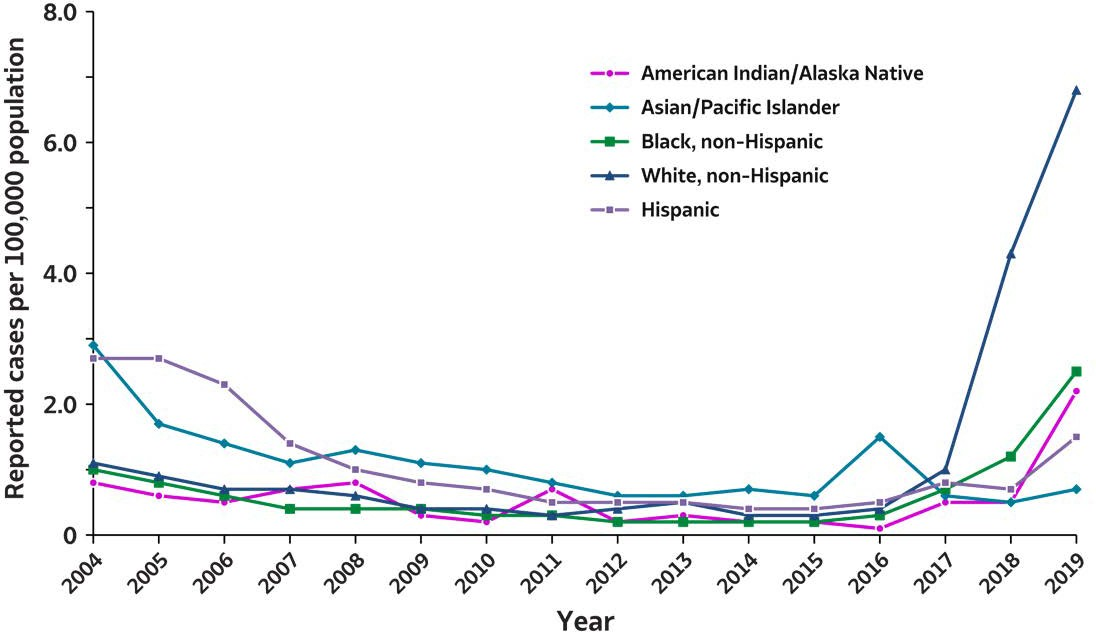 Reported cases per 100,000 population
8.0
6.0
4.0
2.0
0
American Indian/Alaska Native
Asian/Pacific Islander
Black, non-Hispanic
White, non-Hispanic
Hispanic
2004 2005 2006 2007 2008 2009 2010 2011 2012 2013 2014 2015 2016 2017 2018 2019
Year